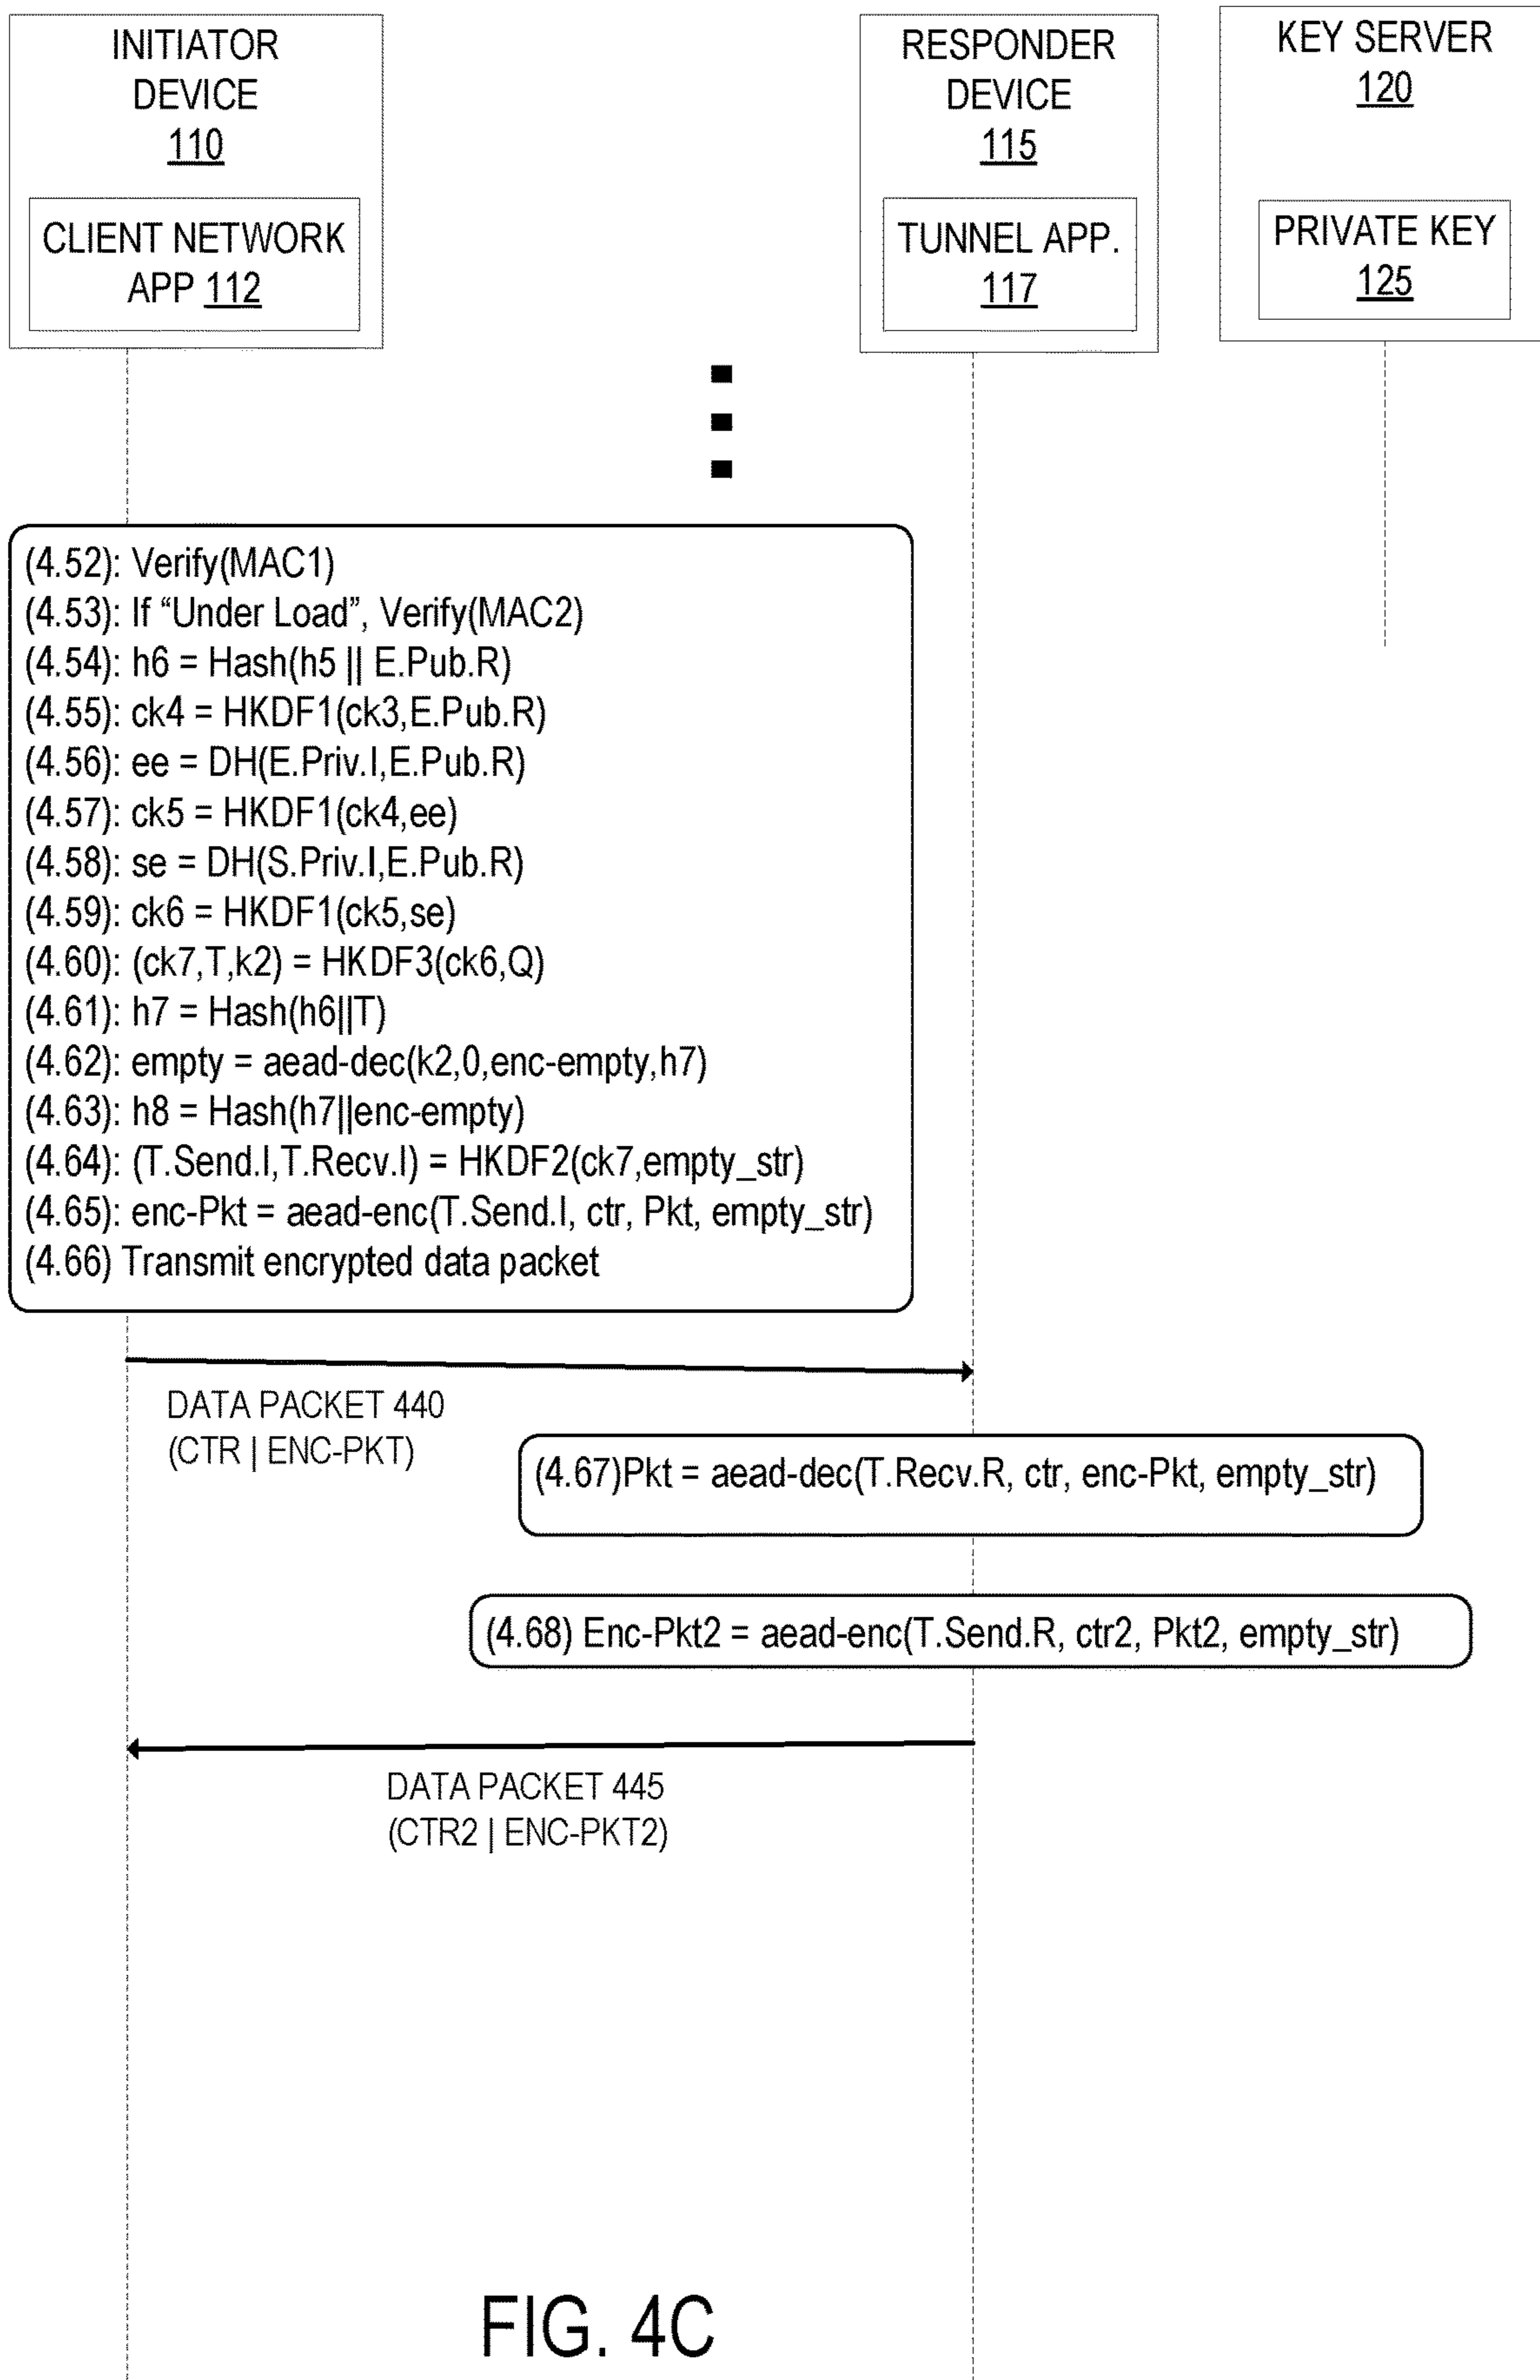 INITIATOR
DEVICE
110
CLIENT NETWORK
APP 112
RESPONDER
DEVICE
115
TUNNEL APP.
117
KEY SERVER
120
PRIVATE KEY
125
(4.52): Verify(MAC1)
(4.53): If “Under Load”, Verify(MAC2)
(4.54): h6 = Hash(h5 || E.Pub.R)
(4.55): ck4 = HKDF1(ck3,E.Pub.R)
(4.56): ee = DH(E.Priv.I,E.Pub.R)
(4.57): ck5 = HKDF1(ck4,ee)
(4.58): se = DH(S.Priv.I,E.Pub.R)
(4.59): ck6 = HKDF1(ck5,se)
(4.60): (ck7,T,k2) = HKDF3(ck6,Q)
(4.61): h7 = Hash(h6||T)
(4.62): empty = aead-dec(k2,0,enc-empty,h7)
(4.63): h8 = Hash(h7||enc-empty)
(4.64): (T.Send.I,T.Recv.I) = HKDF2(ck7,empty_str)
(4.65): enc-Pkt = aead-enc(T.Send.I, ctr, Pkt, empty_str)
(4.66) Transmit encrypted data packet
DATA PACKET 440
(CTR | ENC-PKT)
(4.67)Pkt = aead-dec(T.Recv.R, ctr, enc-Pkt, empty_str)
(4.68) Enc-Pkt2 = aead-enc(T.Send.R, ctr2, Pkt2, empty_str)
DATA PACKET 445
(CTR2 | ENC-PKT2)
FIG. 4C